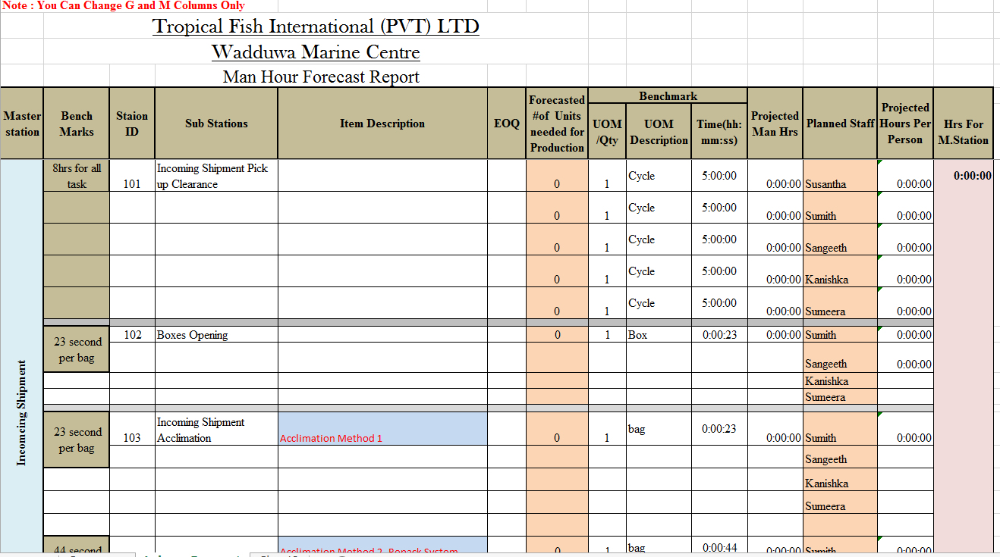 Note : You Can Change G and M Columns Only
Tropical Fish International (PVT) LTD
Wadduwa Marine Centre
Man Hour Forecast Report
Master station Bench Marks Staion ID Sub Stations Item Description EOQ Forecasted #of Units needed for Production Benchmark UOM /Qty UOM Description Time(hh: mm:ss) Projected Man Hrs Planned Staff Projected Hours Per Person Hrs For M.Station
Incomcing Shipment
8hrs for all task 101 Incoming Shipment Pick up Clearance 0 1 Cycle 5:00:00 0:00:00 Susantha 0:00:00 0:00:00
0 1 Cycle 5:00:00 0:00:00 Sumith 0:00:00
0 1 Cycle 5:00:00 0:00:00 Sangeeth 0:00:00
0 1 Cycle 5:00:00 0:00:00 Kanishka 0:00:00
0 1 Cycle 5:00:00 0:00:00 Sumeera 0:00:00
23 second per bag 102 Boxes Opening 0 1 Box 0:00:23 0:00:00 Sumith 0:00:00
Sangeeth 0:00:00
Kanishka
Sumeera
23 second per bag 103 Incoming Shipment Acclimation Acclimation Method 1 0 1 bag 0:00:23 0:00:00 Sumith 0:00:00
Sangeeth
Kanishka
Sumeera
44 second Acclimation Method 2 Repack System 0 1 bag 0:00:44 0:00:00 Sumith 0:00:00